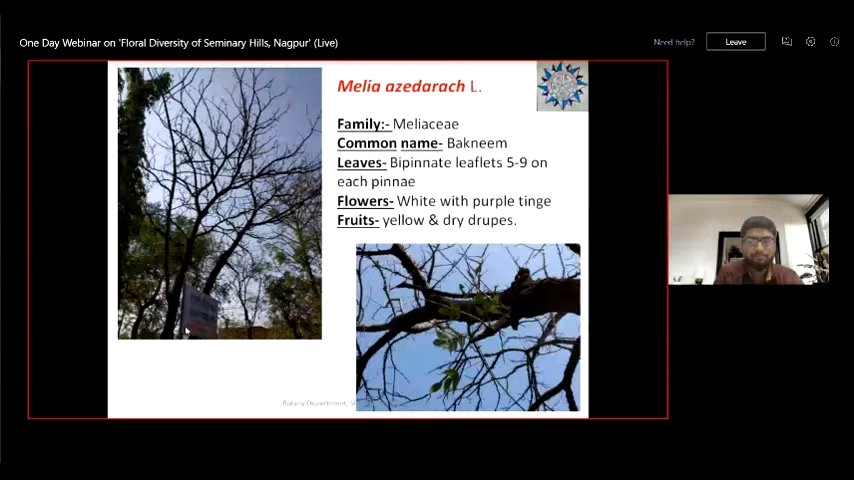 One Day Webinar on 'Floral Diversity of Seminary Hills, Nagpur' (Live)
Need help?
Leave
Melia azedarach L.
Family:- Meliaceae
Common name- Bakneem
Leaves- Bipinnate leaflets 5-9 on
each pinnae
Flowers- White with purple tinge
Fruits- yellow & dry drupes.
Botany Department,